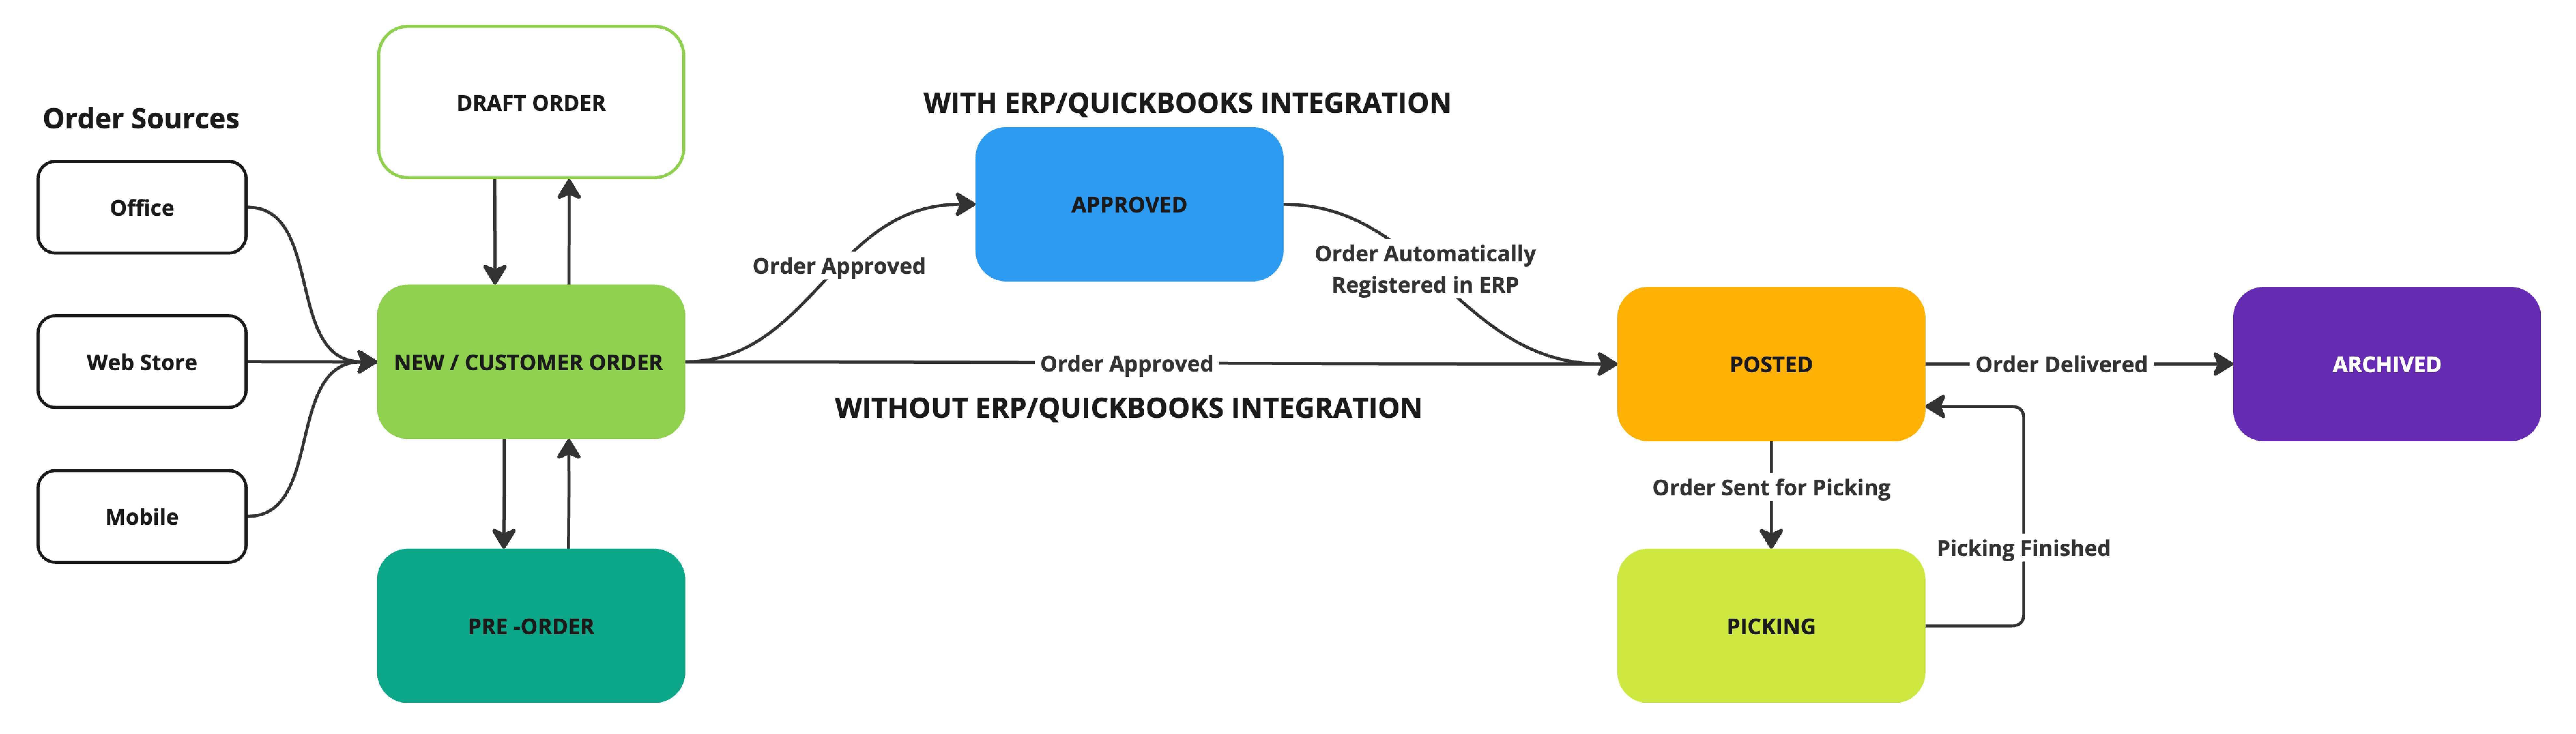 Order Sources
Office
Web Store
Mobile
DRAFT ORDER
NEW / CUSTOMER ORDER
PRE -ORDER
WITH ERP/QUICKBOOKS INTEGRATION
Order Approved
APPROVED
Order Automatically
Registered in ERP
Order Approved
WITHOUT ERP/QUICKBOOKS INTEGRATION
POSTED
Order Delivered
ARCHIVED
Order Sent for Picking
Picking Finished
PICKING